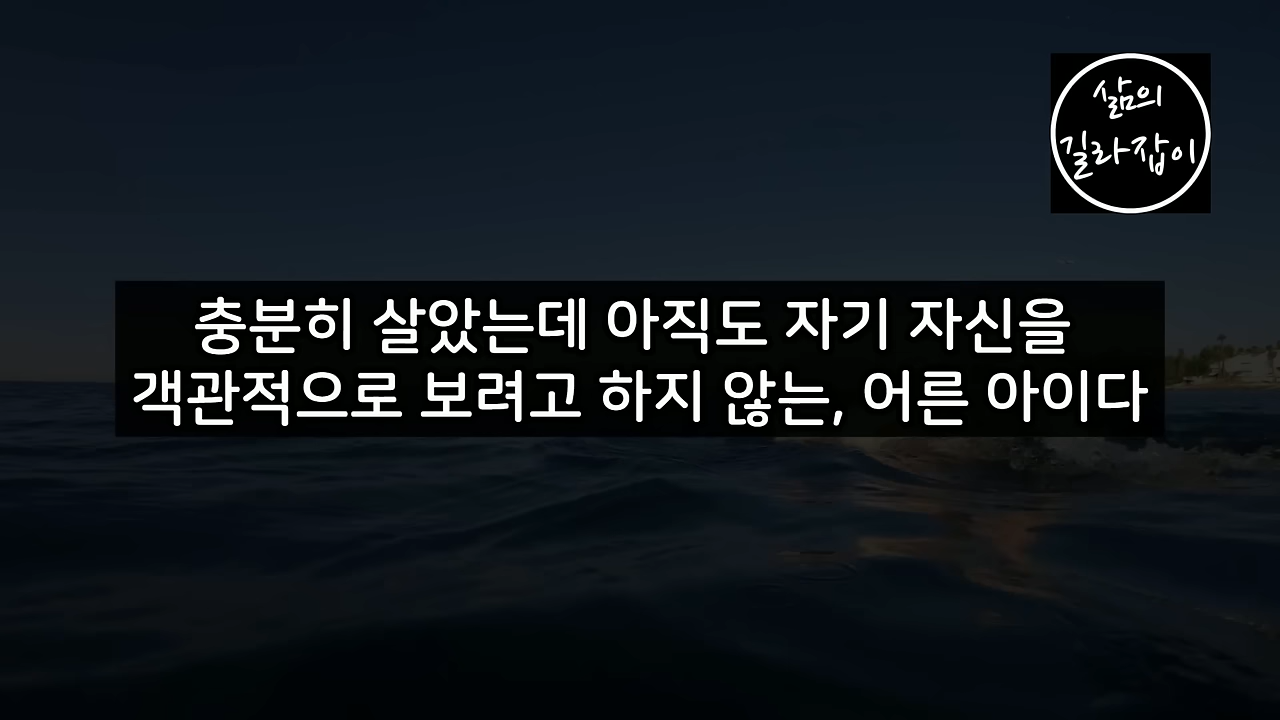 삶의
길라잡이
충분히 살았는데 아직도 자기 자신을
객관적으로 보려고 하지 않는, 어른 아이다